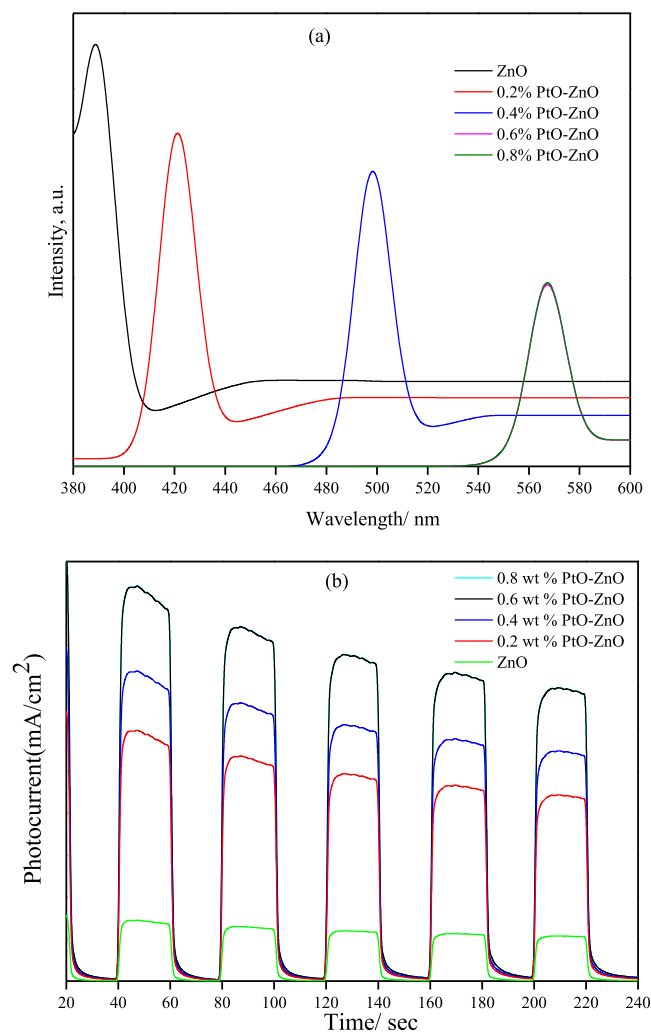 (a)
ZnO
0.2% PtO-ZnO
0.4% PtO-ZnO
0.6% PtO-ZnO
0.8% PtO-ZnO
Intensity, a.u.
380 400 420 440 460 480 500 520 540 560 580 600
Wavelength/ nm
(b)
0.8 wt % PtO-ZnO
0.6 wt % PtO-ZnO
0.4 wt % PtO-ZnO
0.2 wt % PtO-ZnO
ZnO
Photocurrent(mA/cm²)
20 40 60 80 100 120 140 160 180 200 220 240
Time/ sec